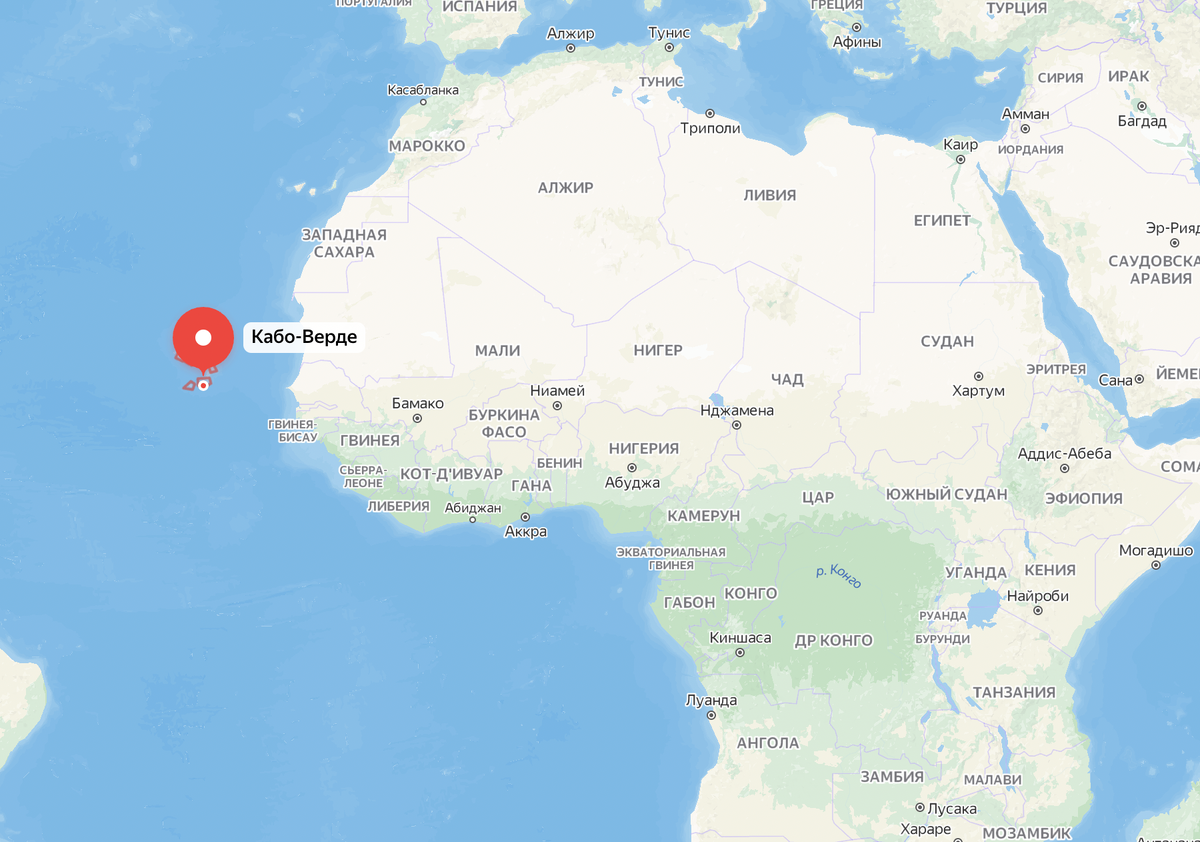 ПОРТУГАЛИЯ
ИСПАНИЯ
ГРЕЦИЯ
ТУРЦИЯ
Алжир
Тунис
Афины
ТУНИС
СИРИЯ
ИРАК
Касабланка
Триполи
Амман
Багдад
МАРОККО
Каир
ИОРДАНИЯ
АЛЖИР
ЛИВИЯ
ЕГИПЕТ
Эр-Рияд
ЗАПАДНАЯ
САХАРА
САУДОВСКА
АРАВИЯ
Кабо-Верде
МАЛИ
НИГЕР
СУДАН
ЧАД
ЭРИТРЕЯ
Сана
ЙЕМЕН
Хартум
Бамако
Ниамей
Нджамена
БУРКИНА
ФАСО
ГВИНЕЯ-
БИСАУ
ГВИНЕЯ
НИГЕРИЯ
Абуджа
Аддис-Абеба
СЬЕРРА-
ЛЕОНЕ
КОТ-Д'ИВУАР
БЕНИН
ГАНА
СОМА
ЦАР
ЮЖНЫЙ СУДАН
ЭФИОПИЯ
ЛИБЕРИЯ
Абиджан
Аккра
КАМЕРУН
ЭКВАТОРИАЛЬНАЯ
ГВИНЕЯ
Могадишо
р. Конго
УГАНДА
КЕНИЯ
ГАБОН
КОНГО
Найроби
РУАНДА
БУРУНДИ
Киншаса
ДР КОНГО
ТАНЗАНИЯ
Луанда
АНГОЛА
ЗАМБИЯ
МАЛАВИ
Лусака
Хараре
МОЗАМБИК